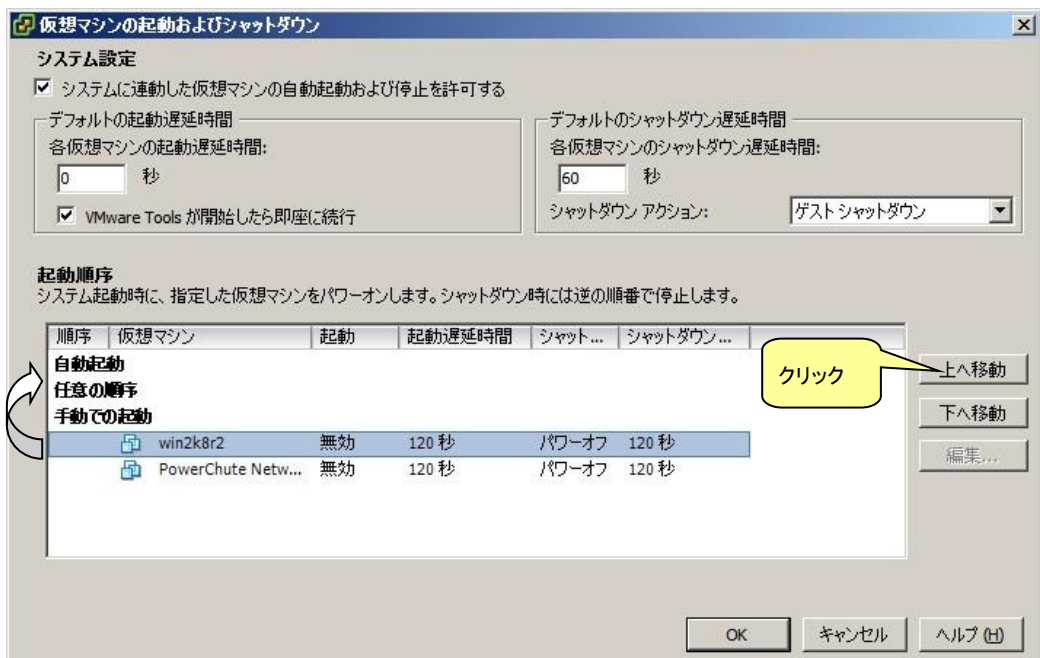 仮想マシンの起動およびシャットダウン
システム設定
システムに連動した仮想マシンの自動起動および停止を許可する
デフォルトの起動遅延時間
各仮想マシンの起動遅延時間:
0 秒
VMware Tools が開始したら即座に続行
デフォルトのシャットダウン遅延時間
各仮想マシンのシャットダウン遅延時間:
60 秒
シャットダウン アクション: ゲスト シャットダウン
起動順序
システム起動時に、指定した仮想マシンをパワーオンします。シャットダウン時には逆の順番で停止します。
順序 仮想マシン 起動 起動遅延時間 シャット... シャットダウン...
自動起動
任意の順序
手動での起動
win2k8r2 無効 120 秒 パワーオフ 120 秒
PowerChute Netw... 無効 120 秒 パワーオフ 120 秒
クリック
上へ移動
下へ移動
編集...
OK キャンセル ヘルプ (H)